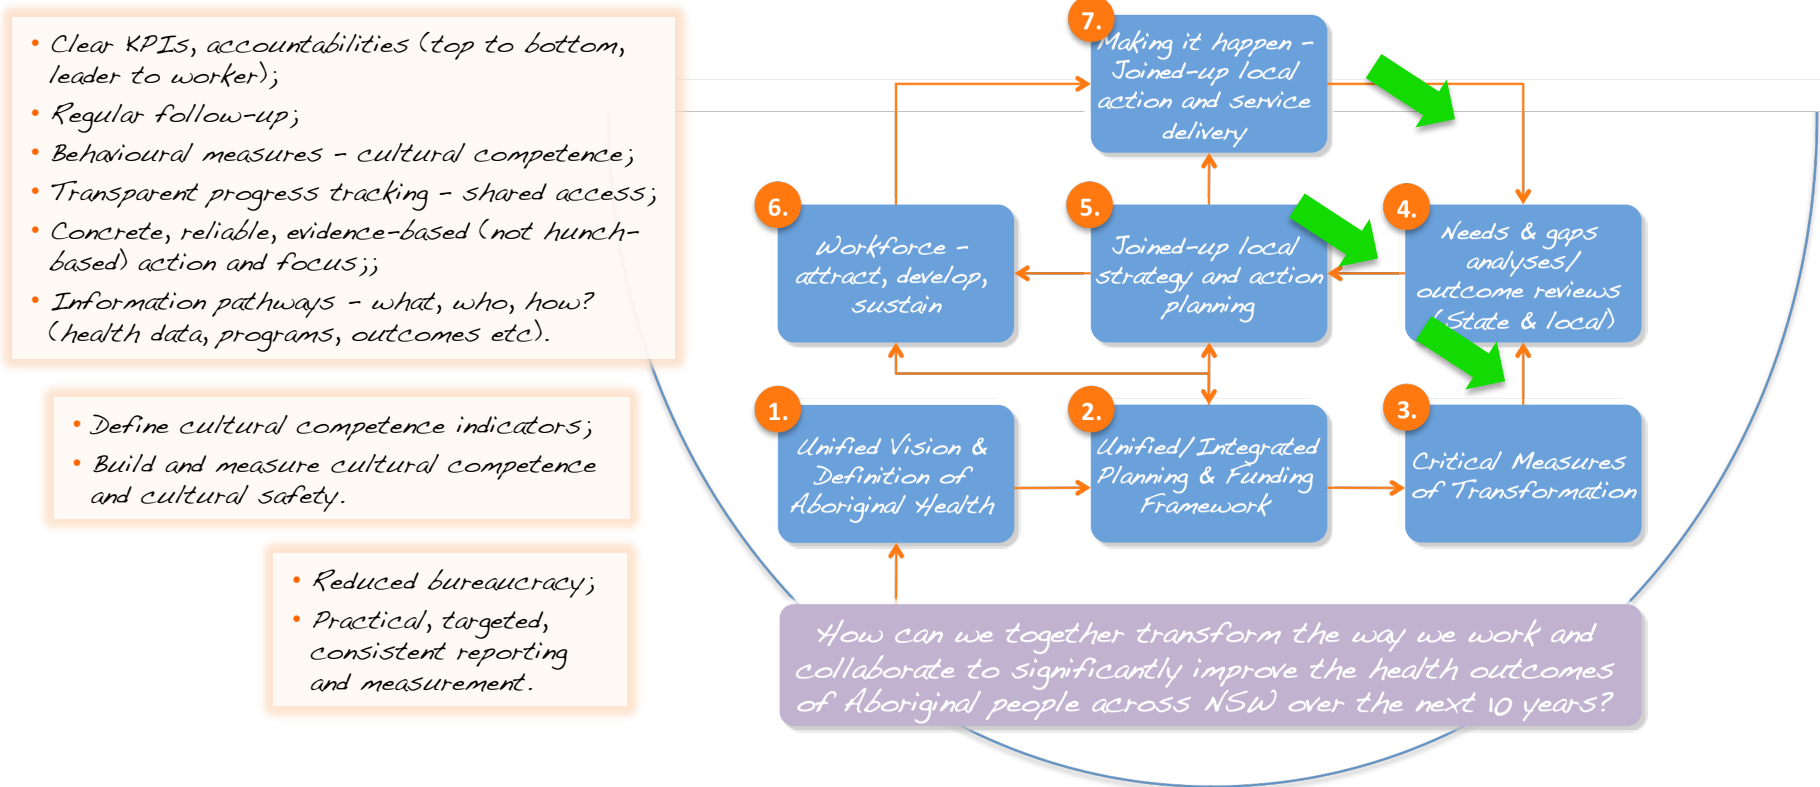 • Clear KPIs, accountabilities (top to bottom,
leader to worker);
• Regular follow-up;
• Behavioural measures - cultural competence;
• Transparent progress tracking - shared access;
• Concrete, reliable, evidence-based (not hunch-
based) action and focus;;
• Information pathways - what, who, how?
(health data, programs, outcomes etc).
• Define cultural competence indicators;
• Build and measure cultural competence
and cultural safety.
• Reduced bureaucracy;
• Practical, targeted,
consistent reporting
and measurement.
7.
Making it happen -
Joined-up local
action and service
delivery
6.
Workforce -
attract, develop,
sustain
5.
Joined-up local
strategy and action
planning
4.
Needs & gaps
analyses/
outcome reviews
(State & local)
1.
Unified Vision &
Definition of
Aboriginal Health
2.
Unified/Integrated
Planning & Funding
Framework
3.
Critical Measures
of Transformation
How can we together transform the way we work and
collaborate to significantly improve the health outcomes
of Aboriginal people across NSW over the next 10 years?